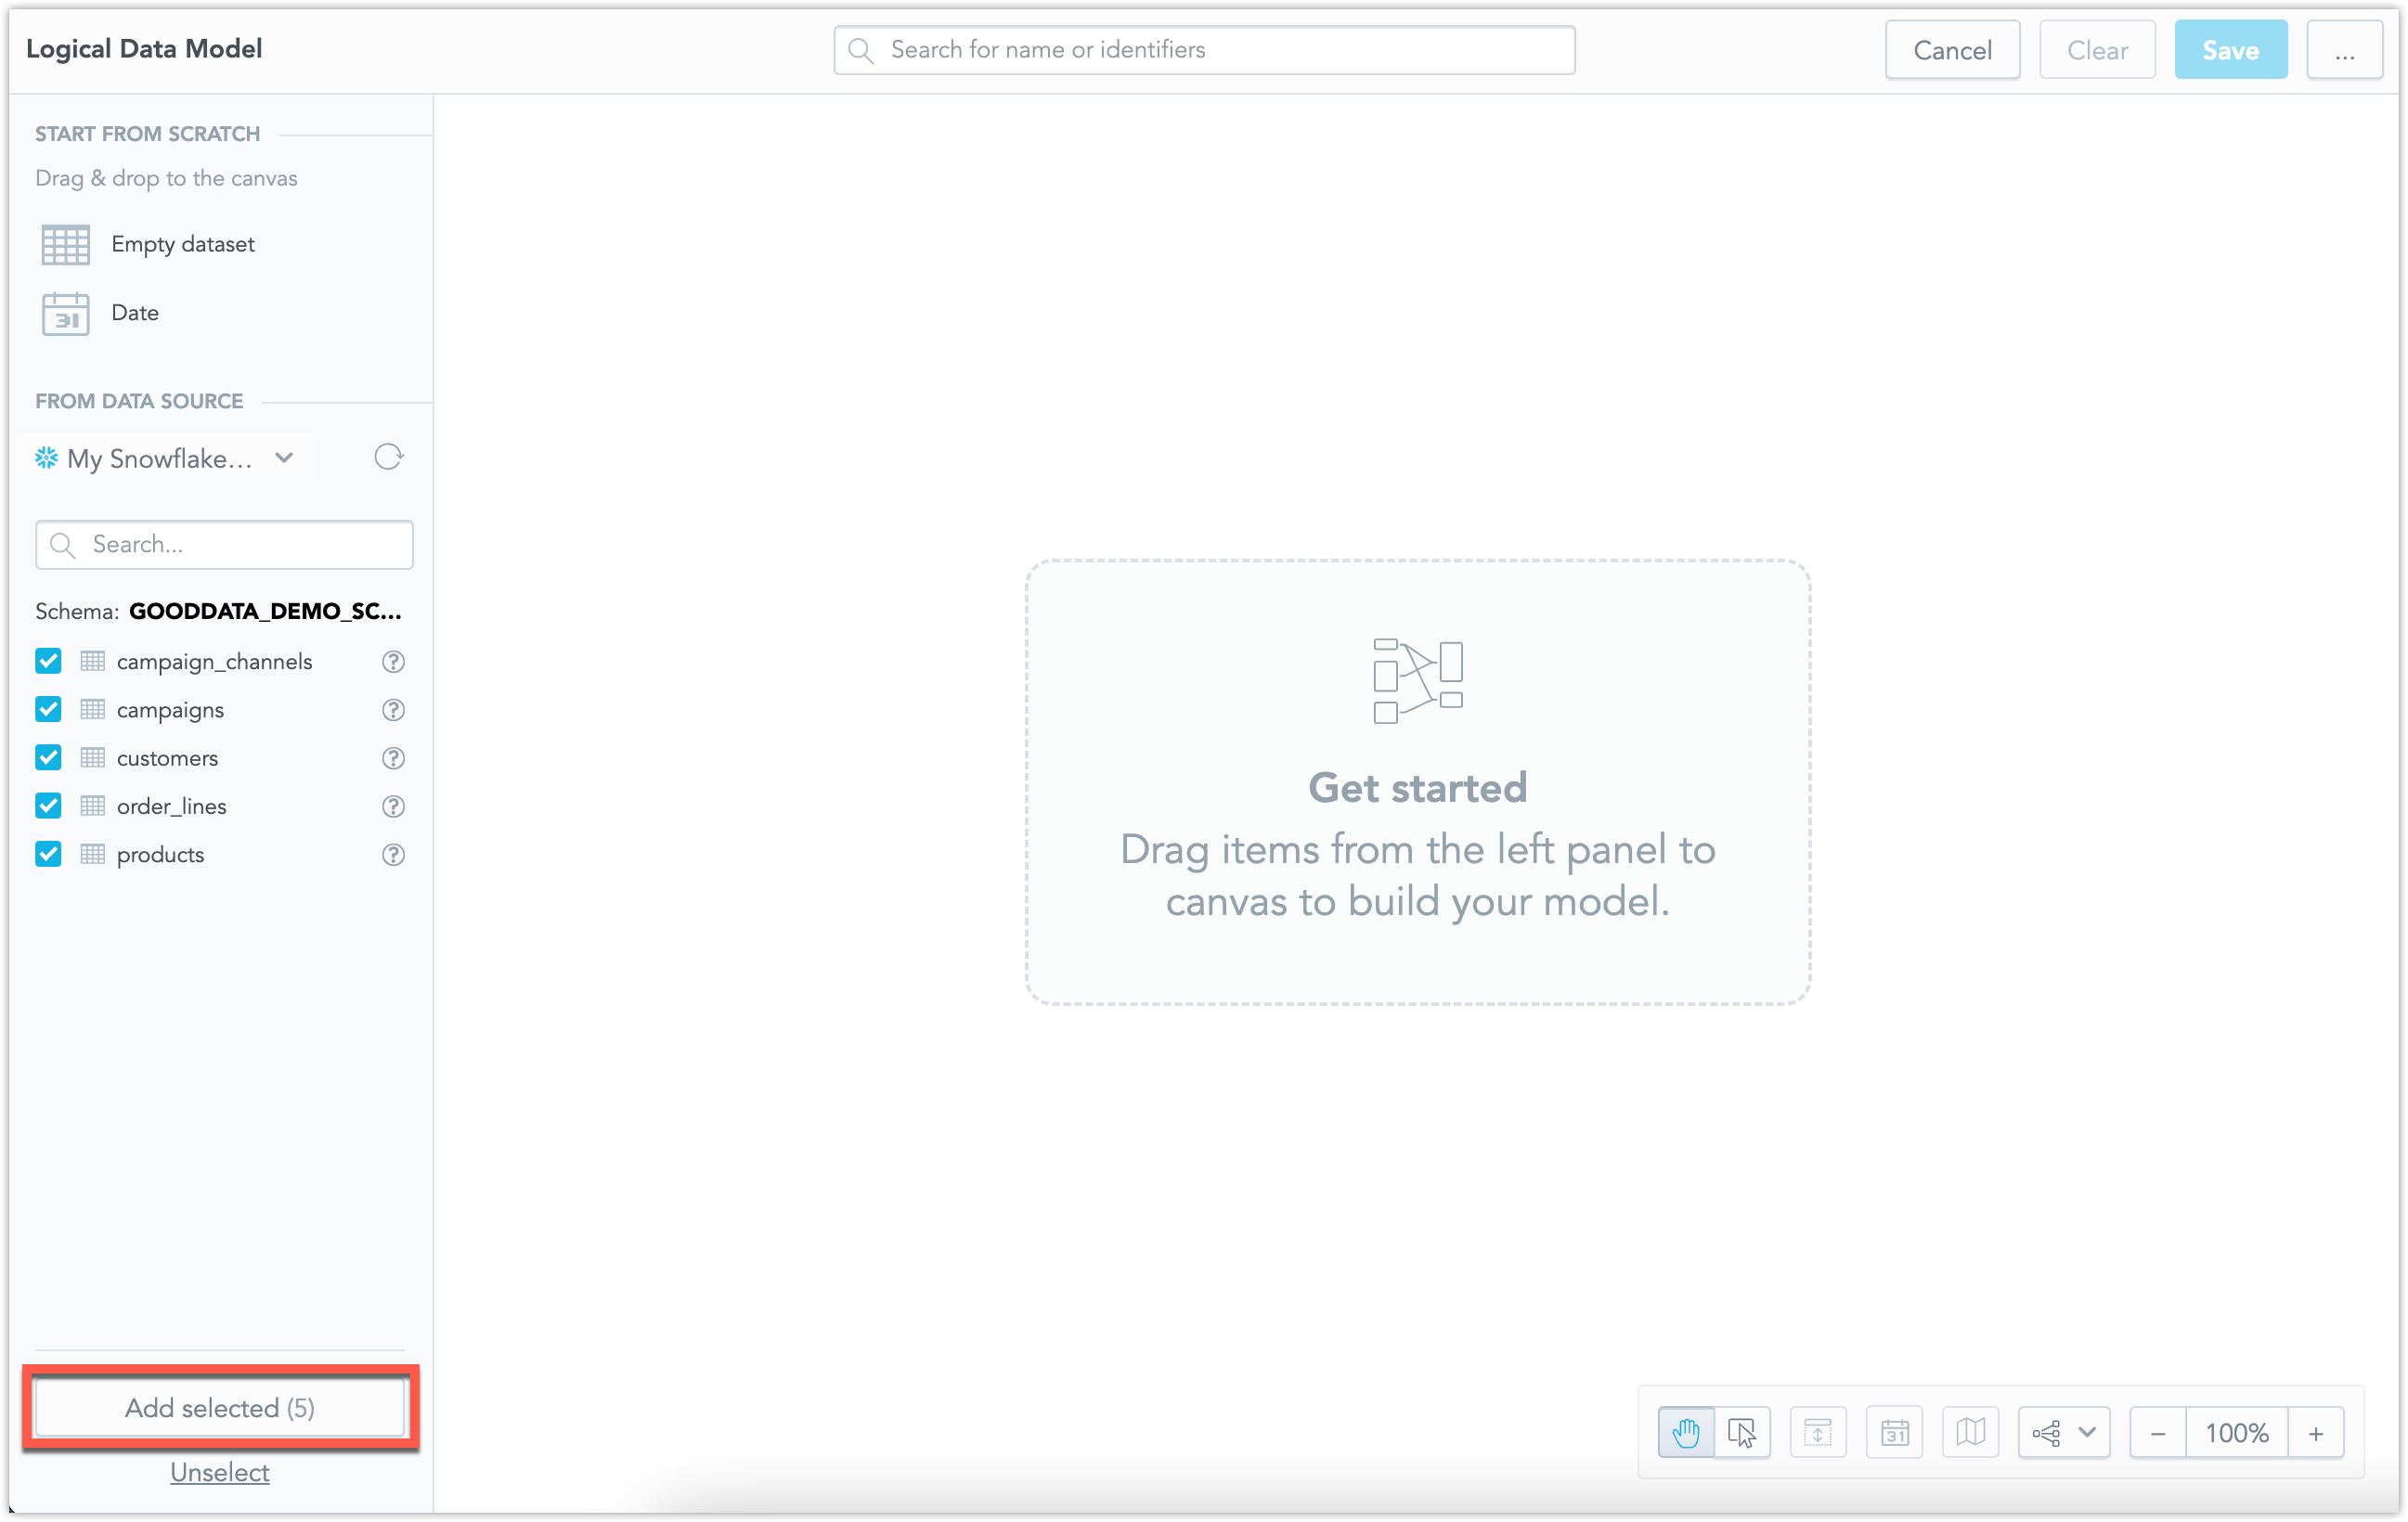 Logical Data Model
Search for name or identifiers
Cancel
Clear
Save
...
START FROM SCRATCH
Drag & drop to the canvas
Empty dataset
31
Date
FROM DATA SOURCE
My Snowflake...
Search...
Schema: GOODDATA_DEMO_SC...
campaign_channels
campaigns
customers
order_lines
products
Get started
Drag items from the left panel to
canvas to build your model.
Add selected (5)
Unselect
31
100%